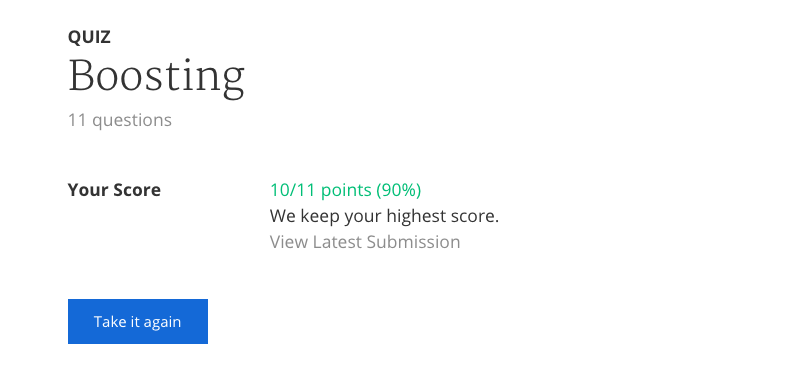 QUIZ
Boosting
11 questions
Your Score
10/11 points (90%)
We keep your highest score.
View Latest Submission
Take it again